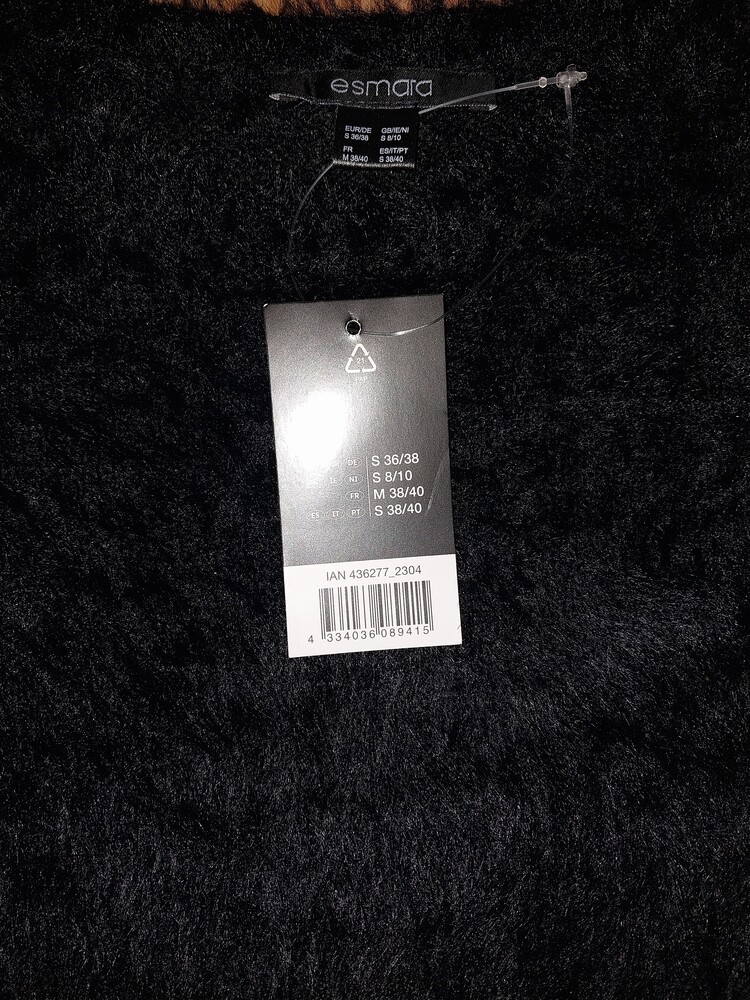 esmara
EUR/DE GB/IE/NI
S 36/38 S 8/10
FR ES/IT/PT
M 38/40 S 38/40
21
DE S 36/38
IE NI S 8/10
FR M 38/40
ES IT PT S 38/40
IAN 436277_2304
4 334036 089415